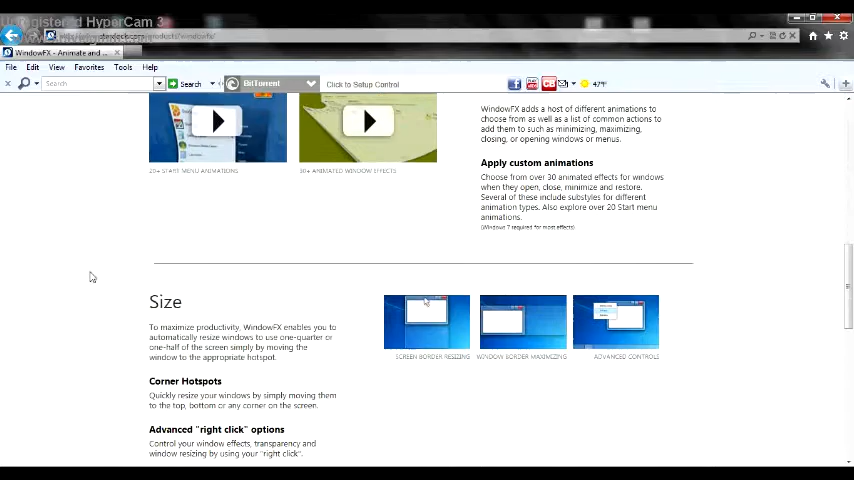 Unregistered HyperCam 3
WindowFX - Animate and ...
File Edit View Favorites Tools Help
Search Search BitTorrent Click to Setup Control 47°F
20+ START MENU ANIMATIONS
30+ ANIMATED WINDOW EFFECTS
WindowFX adds a host of different animations to
choose from as well as a list of common actions to
add them to such as minimizing, maximizing,
closing, or opening windows or menus.
Apply custom animations
Choose from over 30 animated effects for windows
when they open, close, minimize and restore.
Several of these include substyles for different
animation types. Also explore over 20 Start menu
animations.
(Windows 7 required for most effects)
Size
To maximize productivity, WindowFX enables you to
automatically resize windows to use one-quarter or
one-half of the screen simply by moving the
window to the appropriate hotspot.
SCREEN BORDER RESIZING
WINDOW BORDER MAXIMIZING
ADVANCED CONTROLS
Corner Hotspots
Quickly resize your windows by simply moving them
to the top, bottom or any corner on the screen.
Advanced "right click" options
Control your window effects, transparency and
window resizing by using your "right click".